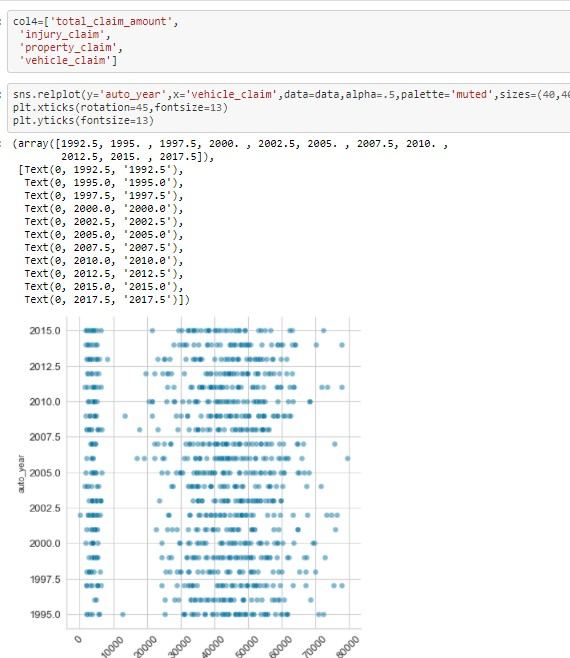 col4=['total_claim_amount',
'injury_claim',
'property_claim',
'vehicle_claim']
sns.relplot(y='auto_year',x='vehicle_claim',data=data,alpha=.5,palette='muted',sizes=(40,40
plt.xticks(rotation=45,fontsize=13)
plt.yticks(fontsize=13)
(array([1992.5, 1995. , 1997.5, 2000. , 2002.5, 2005. , 2007.5, 2010. ,
2012.5, 2015. , 2017.5]),
[Text(0, 1992.5, '1992.5'),
Text(0, 1995.0, '1995.0'),
Text(0, 1997.5, '1997.5'),
Text(0, 2000.0, '2000.0'),
Text(0, 2002.5, '2002.5'),
Text(0, 2005.0, '2005.0'),
Text(0, 2007.5, '2007.5'),
Text(0, 2010.0, '2010.0'),
Text(0, 2012.5, '2012.5'),
Text(0, 2015.0, '2015.0'),
Text(0, 2017.5, '2017.5')])
2015.0
2012.5
2010.0
2007.5
2005.0
2002.5
2000.0
1997.5
1995.0
auto_year
0 10000 20000 30000 40000 50000 60000 70000 80000